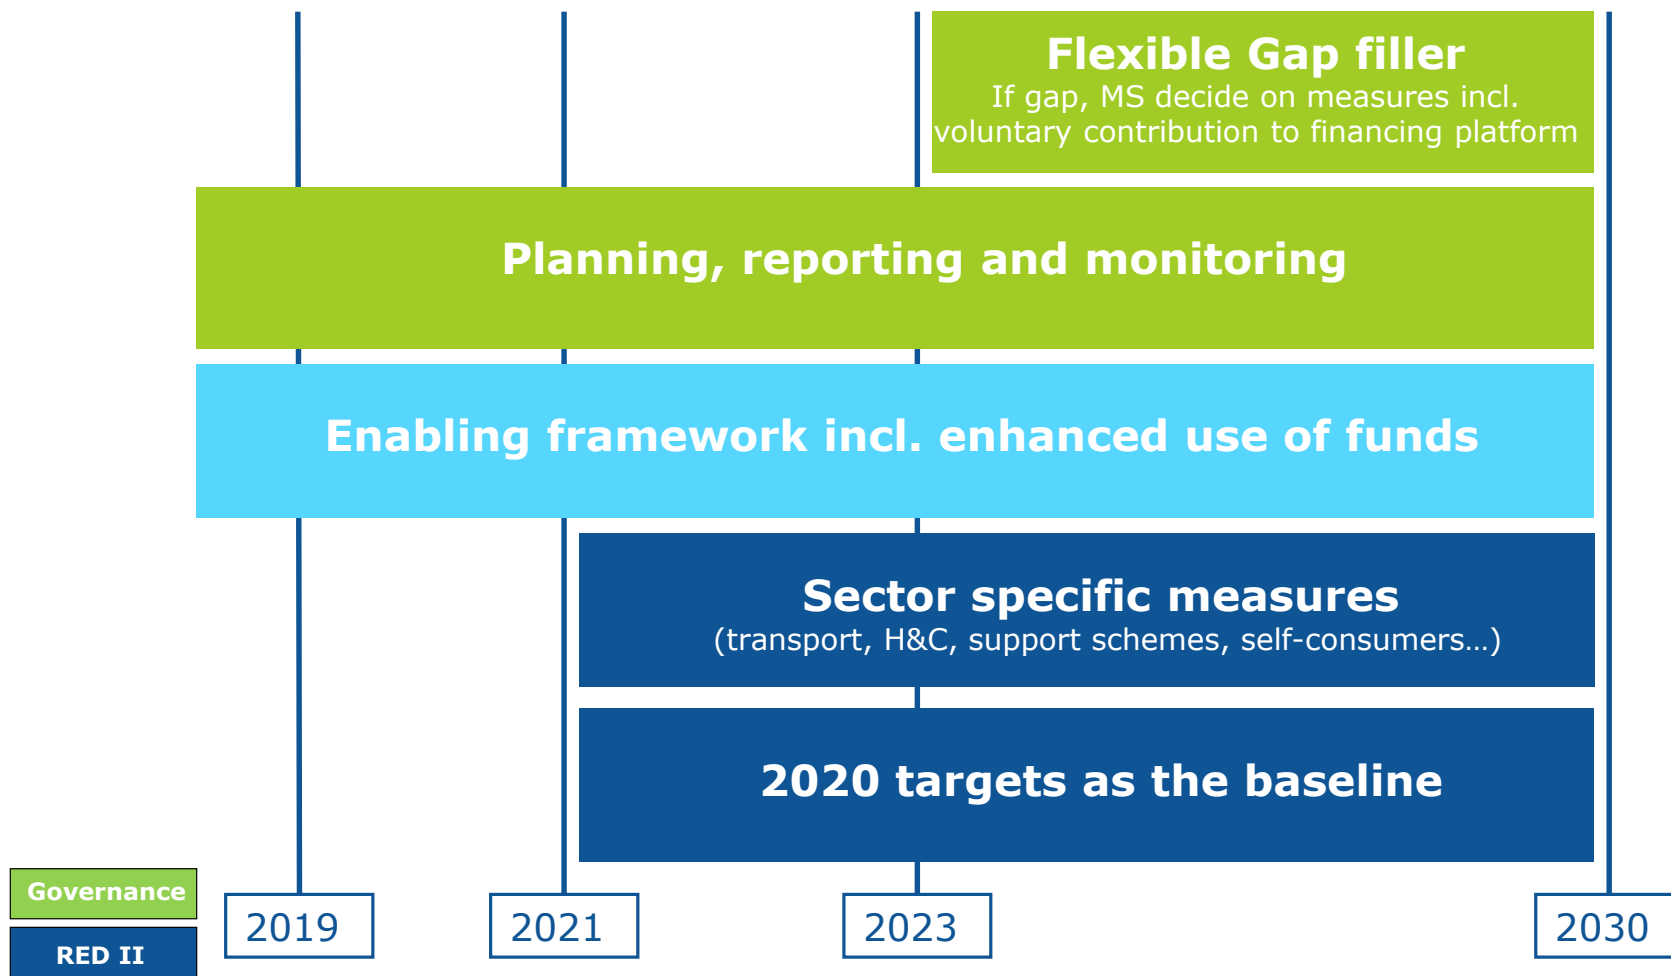 Flexible Gap filler
If gap, MS decide on measures incl.
voluntary contribution to financing platform
Planning, reporting and monitoring
Enabling framework incl. enhanced use of funds
Sector specific measures
(transport, H&C, support schemes, self-consumers…)
2020 targets as the baseline
Governance
RED II
2019
2021
2023
2030